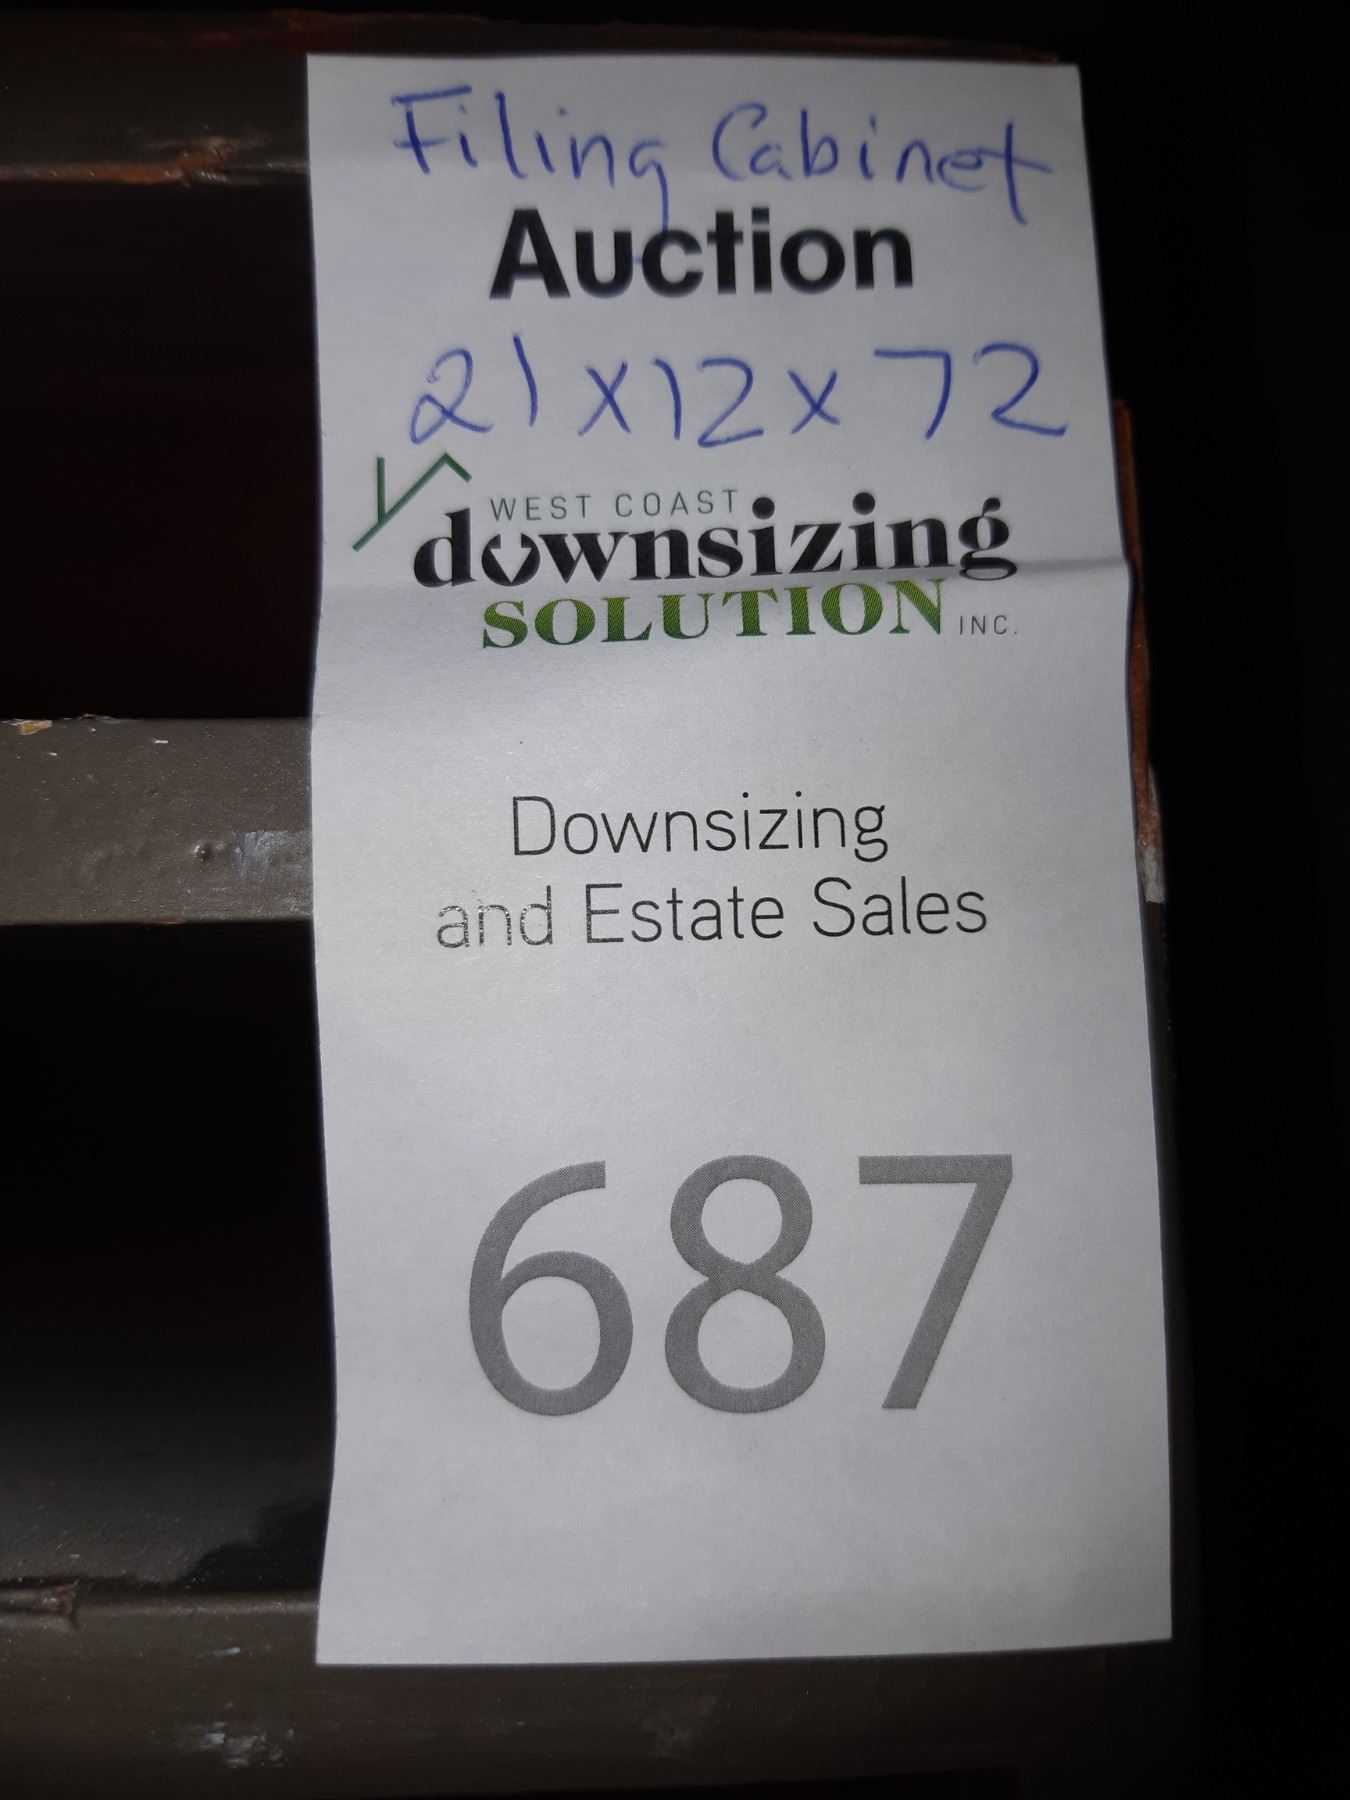 Filing Cabinet
Auction
21x12x72
WEST COAST
downsizing
SOLUTION INC.
Downsizing
and Estate Sales
687